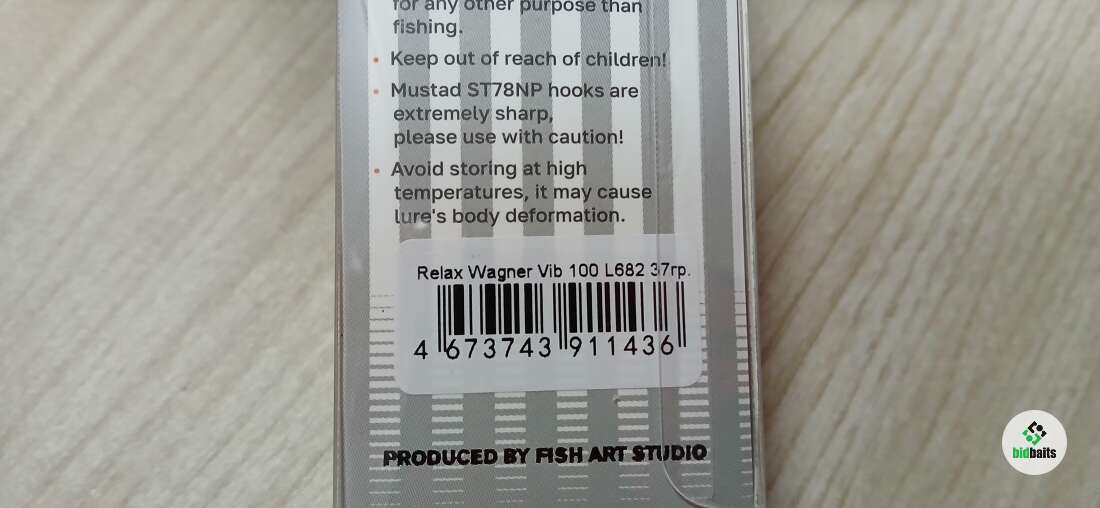 for any other purpose than
fishing.
• Keep out of reach of children!
• Mustad ST78NP hooks are
extremely sharp,
please use with caution!
• Avoid storing at high
temperatures, it may cause
lure's body deformation.
Relax Wagner Vib 100 L682 37гр.
4 673743 911436
PRODUCED BY FISH ART STUDIO
bidbaits